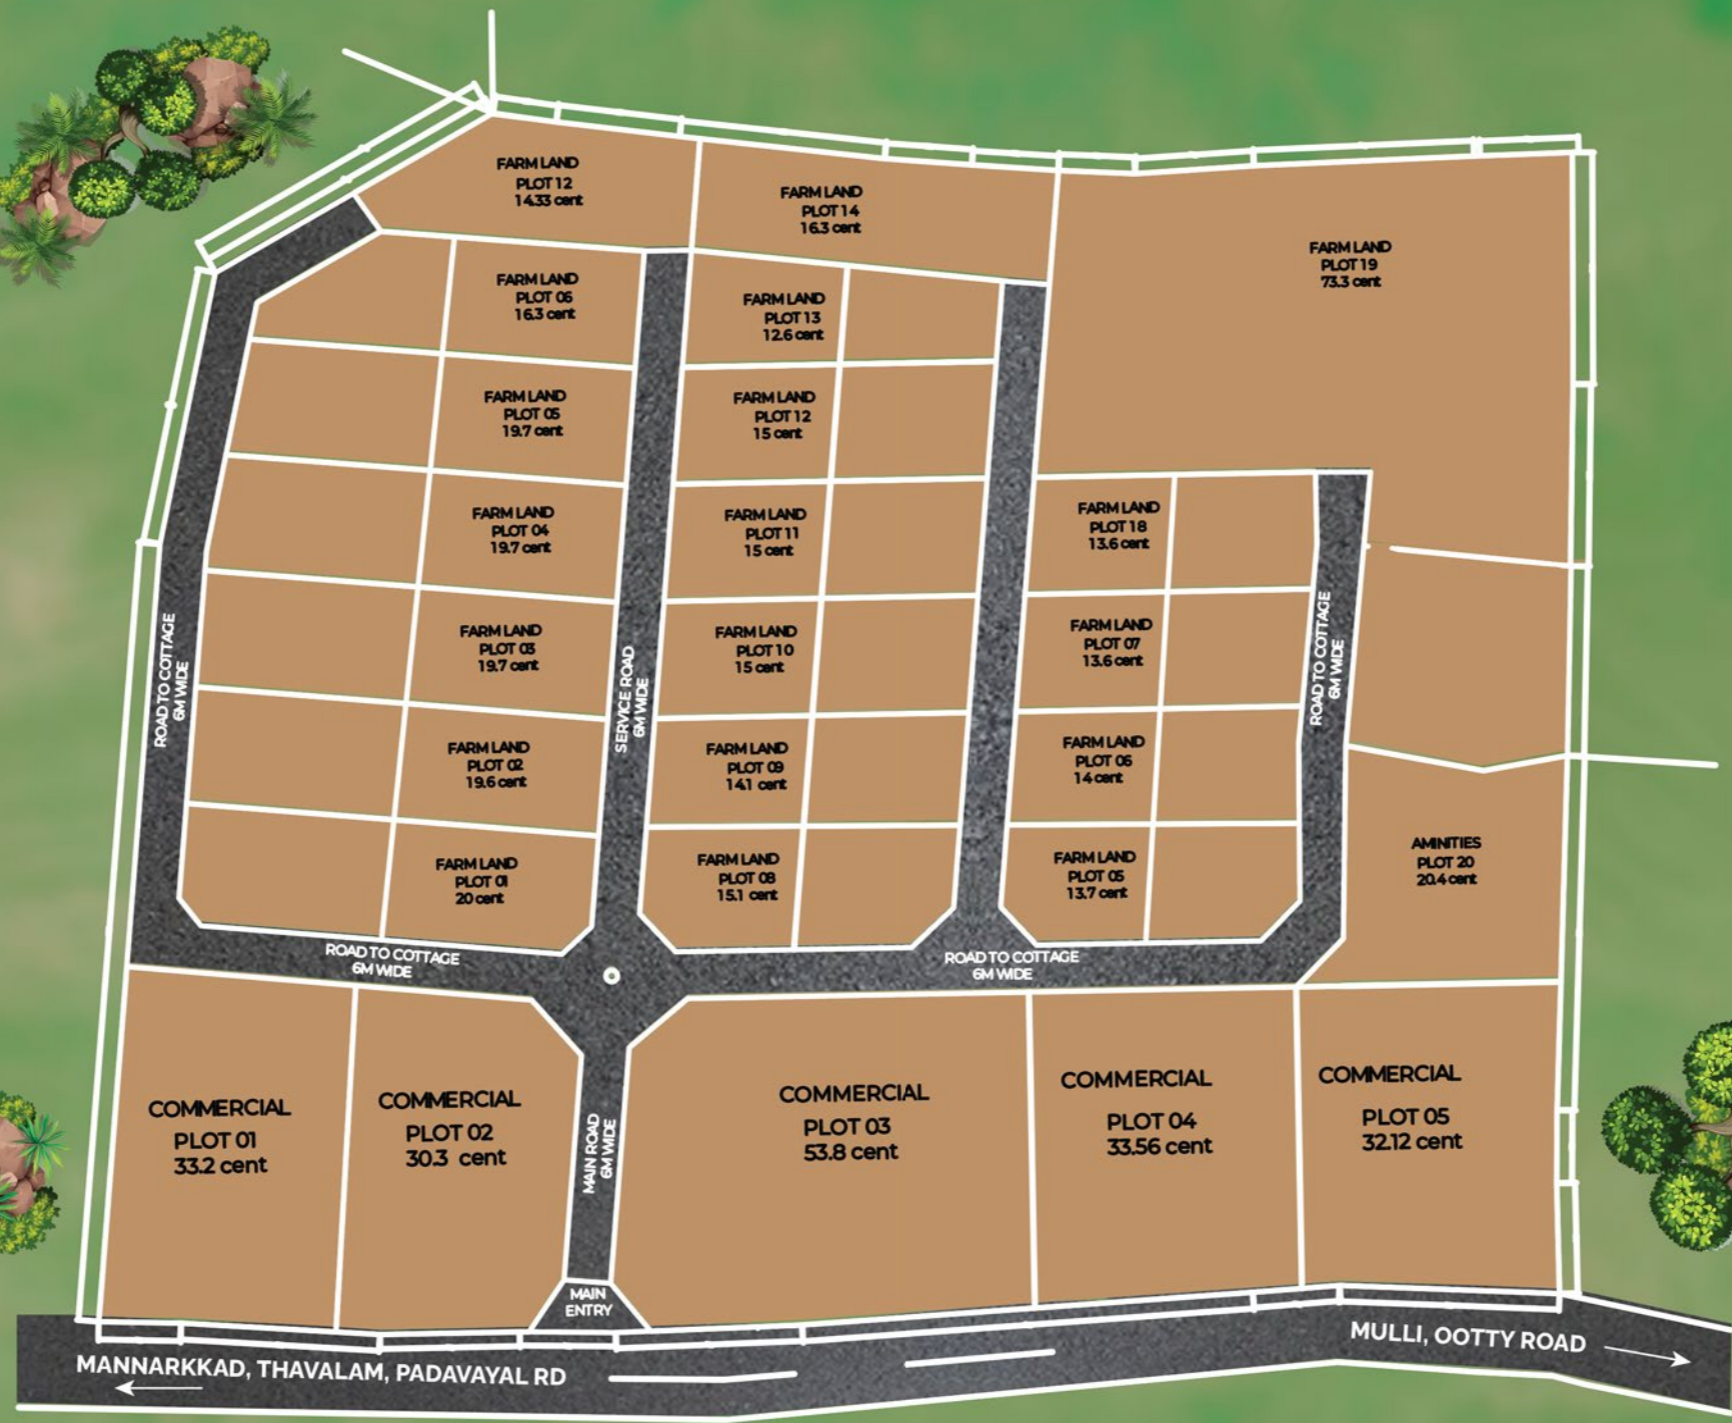 FARM LAND
PLOT 12
14.33 cent
FARM LAND
PLOT 14
16.3 cent
FARM LAND
PLOT 19
73.3 cent
FARM LAND
PLOT 06
16.3 cent
FARM LAND
PLOT 13
12.6 cent
FARM LAND
PLOT 05
19.7 cent
FARM LAND
PLOT 12
15 cent
FARM LAND
PLOT 04
19.7 cent
FARM LAND
PLOT 11
15 cent
FARM LAND
PLOT 18
13.6 cent
FARM LAND
PLOT 03
19.7 cent
FARM LAND
PLOT 10
15 cent
FARM LAND
PLOT 07
13.6 cent
ROAD TO COTTAGE
6M WIDE
SERVICE ROAD
6M WIDE
ROAD TO COTTAGE
6M WIDE
FARM LAND
PLOT 02
19.6 cent
FARM LAND
PLOT 09
14.1 cent
FARM LAND
PLOT 06
14 cent
FARM LAND
PLOT 01
20 cent
FARM LAND
PLOT 08
15.1 cent
FARM LAND
PLOT 05
13.7 cent
AMINITIES
PLOT 20
20.4 cent
ROAD TO COTTAGE
6M WIDE
ROAD TO COTTAGE
6M WIDE
COMMERCIAL
PLOT 01
33.2 cent
COMMERCIAL
PLOT 02
30.3 cent
MAIN ROAD
6M WIDE
COMMERCIAL
PLOT 03
53.8 cent
COMMERCIAL
PLOT 04
33.56 cent
COMMERCIAL
PLOT 05
32.12 cent
MAIN
ENTRY
MANNARKKAD, THAVALAM, PADAVAYAL RD
MULLI, OOTTY ROAD